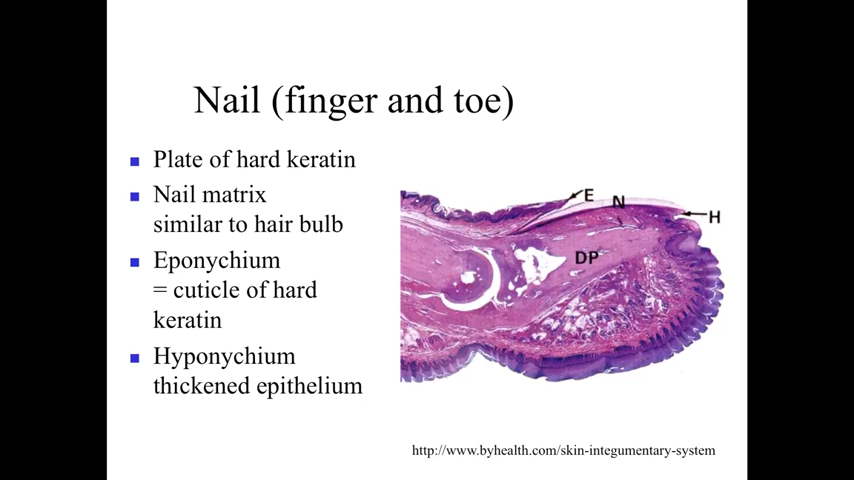 Nail (finger and toe)
Plate of hard keratin
Nail matrix
similar to hair bulb
Eponychium
= cuticle of hard
keratin
Hyponychium
thickened epithelium
E
N
H
DP
http://www.byhealth.com/skin-integumentary-system